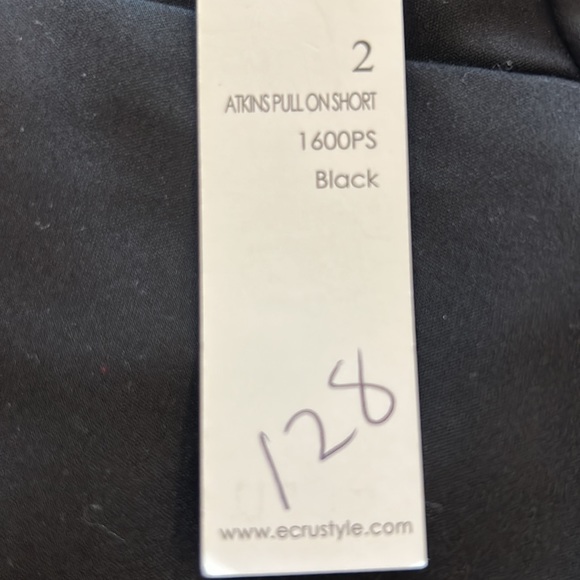 2
ATKINS PULL ON SHORT
1600PS
Black
128
www.ecrustyle.com